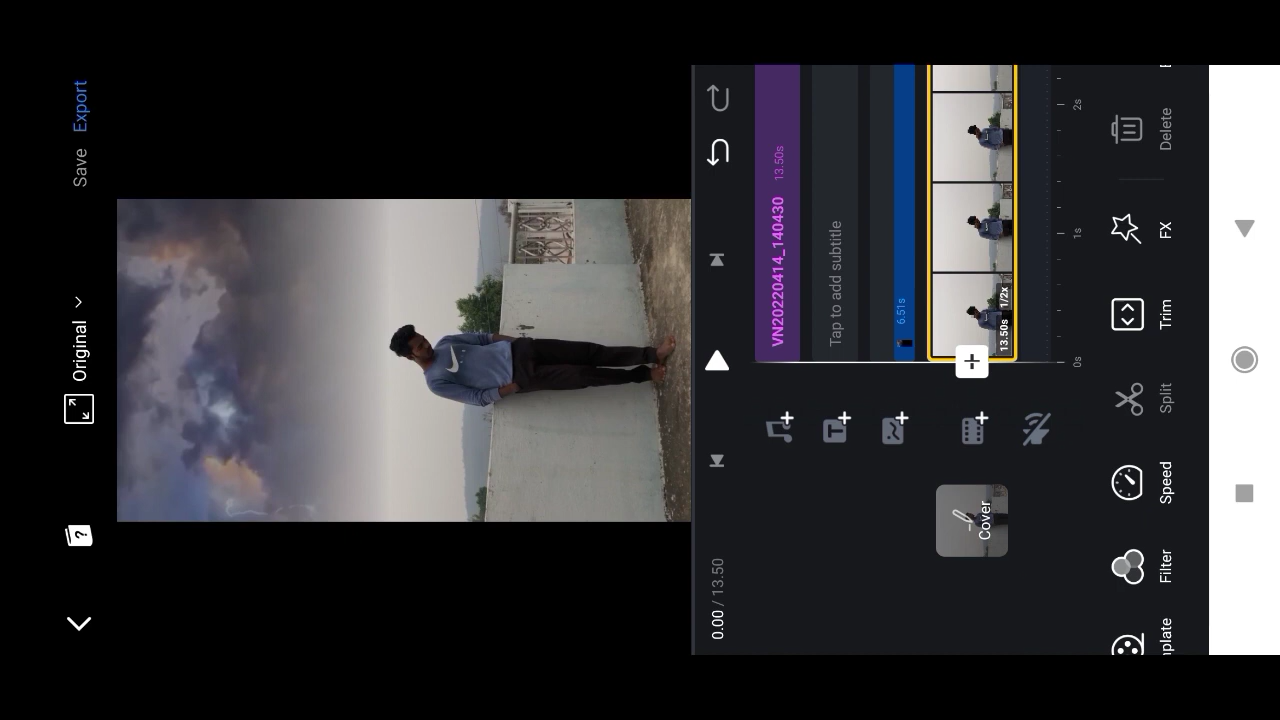 Original
Save
Export
0.00 / 13.50
VN20220414_140430 13.50s
Tap to add subtitle
6.51s
Cover
13.50s 1/2x
0s
1s
2s
plate
Filter
Speed
Split
Trim
FX
Delete